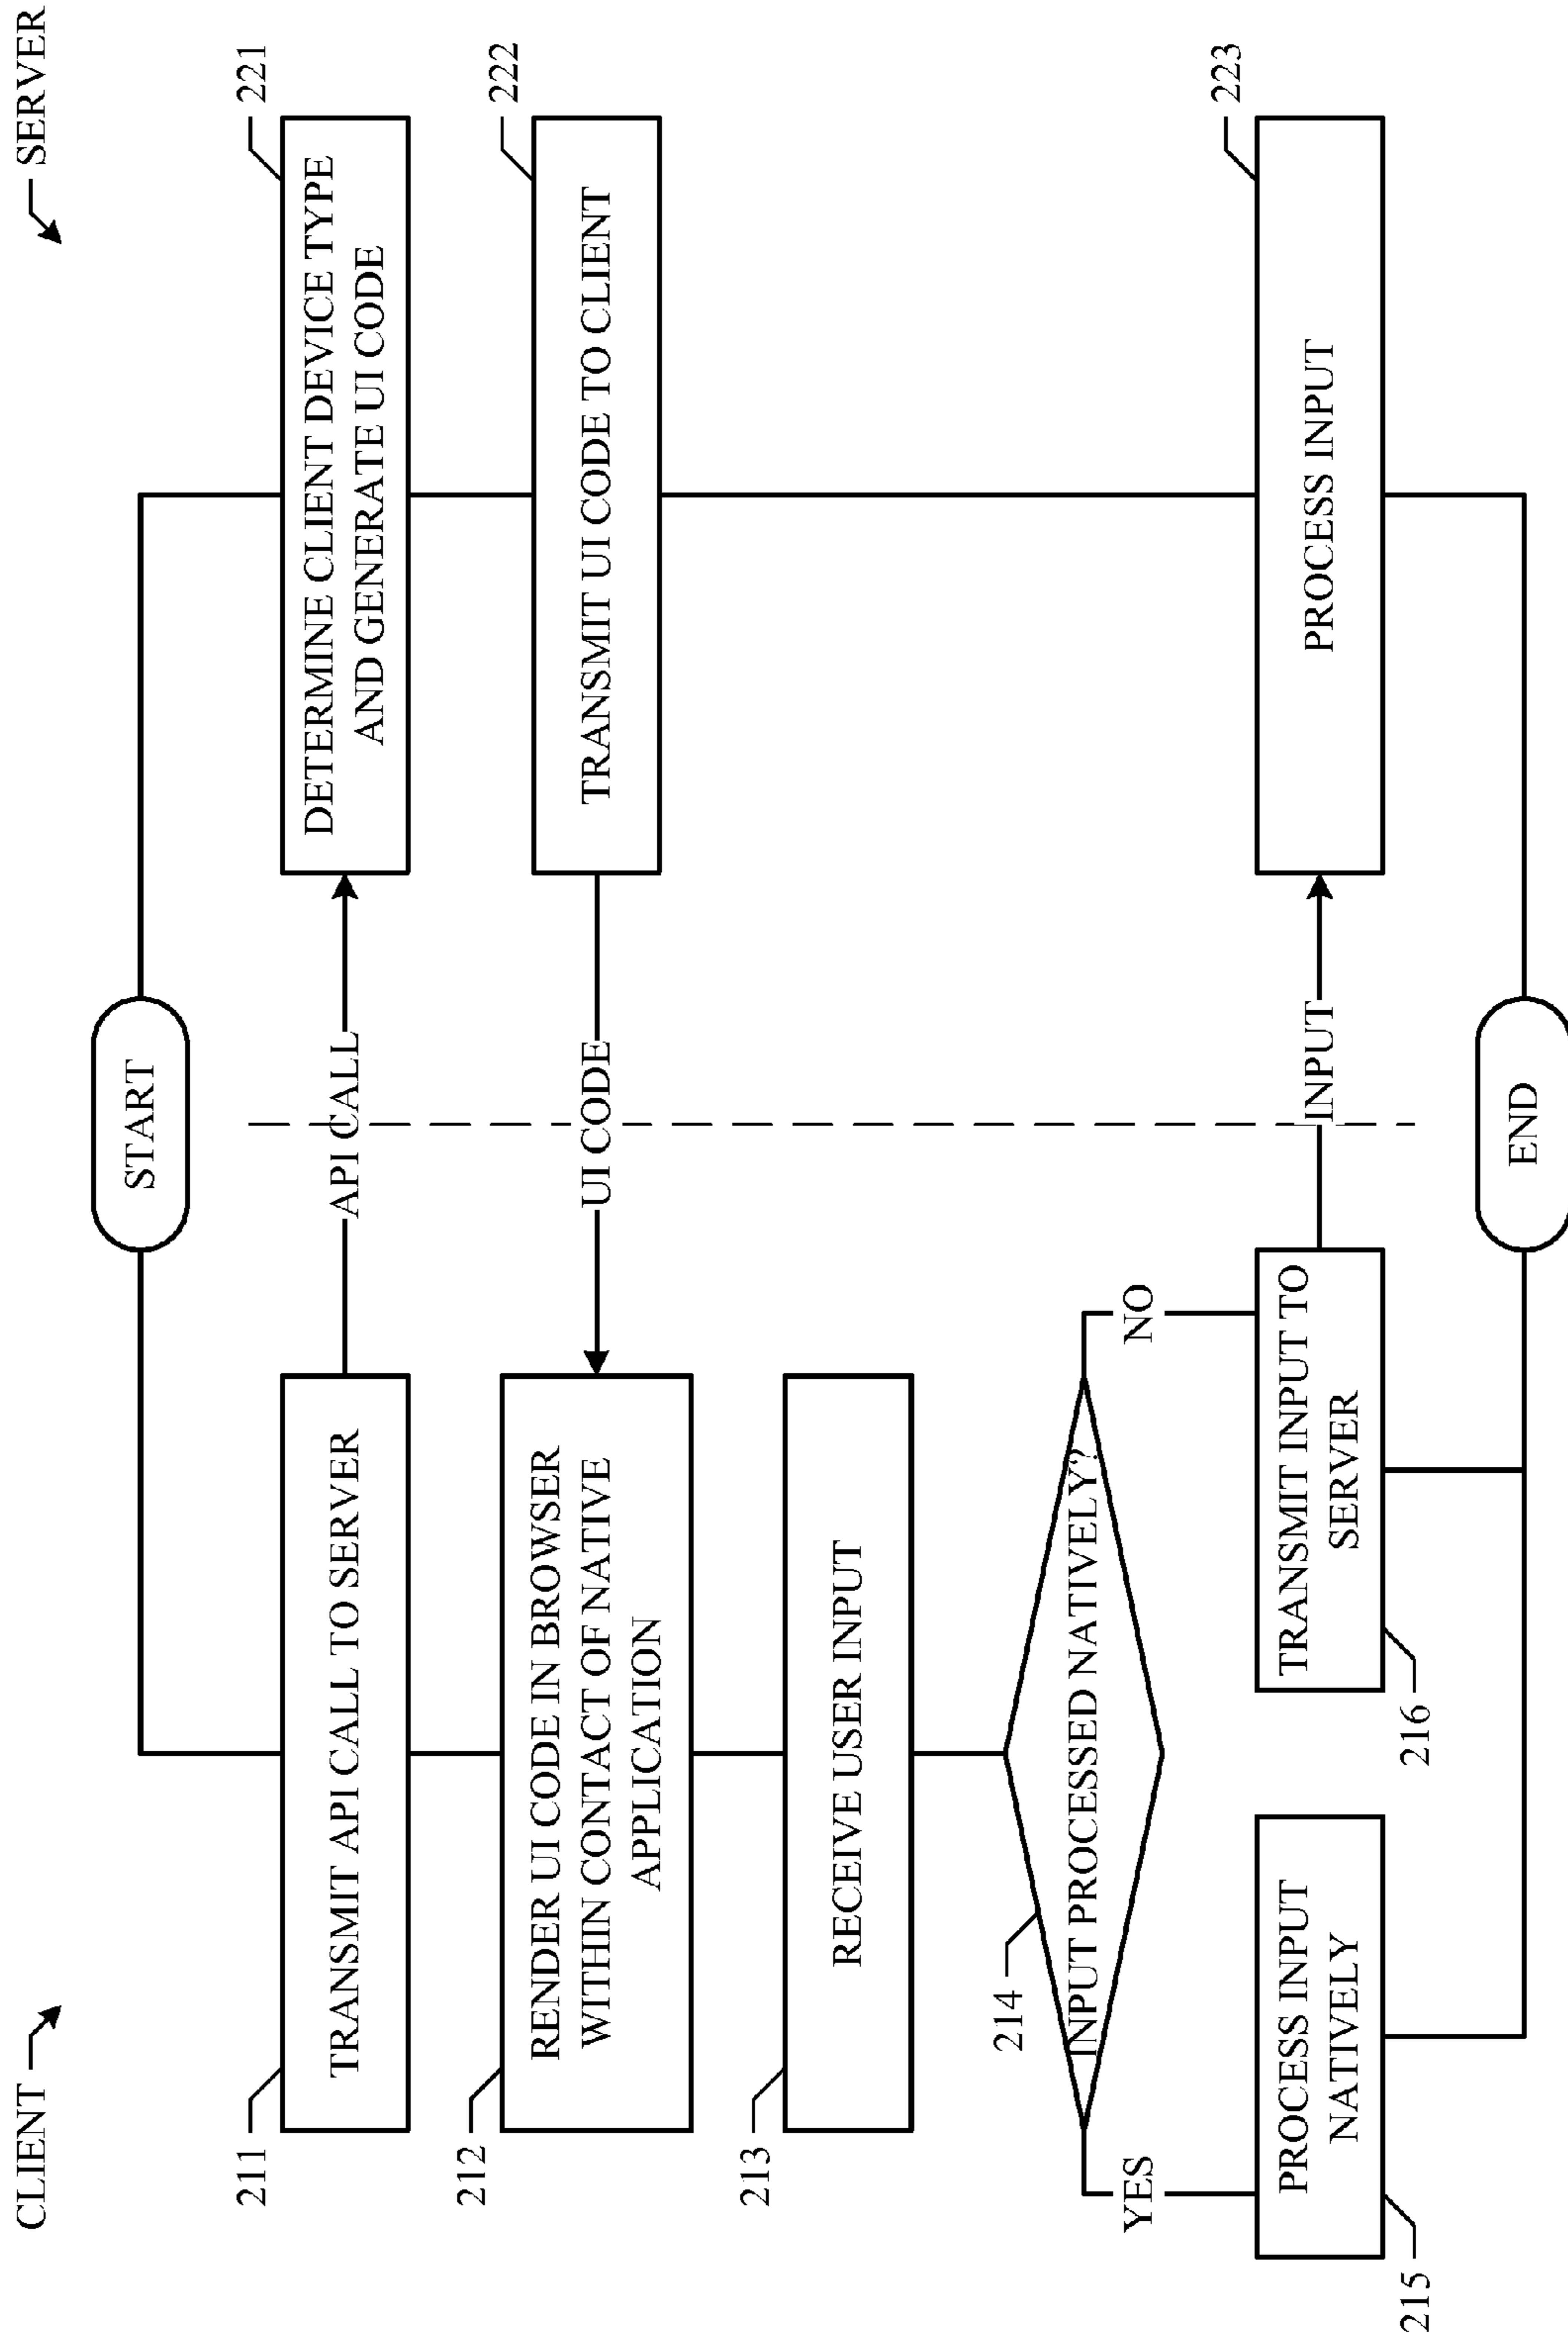 CLIENT
SERVER
START
211
TRANSMIT API CALL TO SERVER
API CALL
221
DETERMINE CLIENT DEVICE TYPE
AND GENERATE UI CODE
212
RENDER UI CODE IN BROWSER
WITHIN CONTACT OF NATIVE
APPLICATION
UI CODE
222
TRANSMIT UI CODE TO CLIENT
213
RECEIVE USER INPUT
214
INPUT PROCESSED NATIVELY?
YES
NO
215
PROCESS INPUT
NATIVELY
216
TRANSMIT INPUT TO
SERVER
INPUT
223
PROCESS INPUT
END